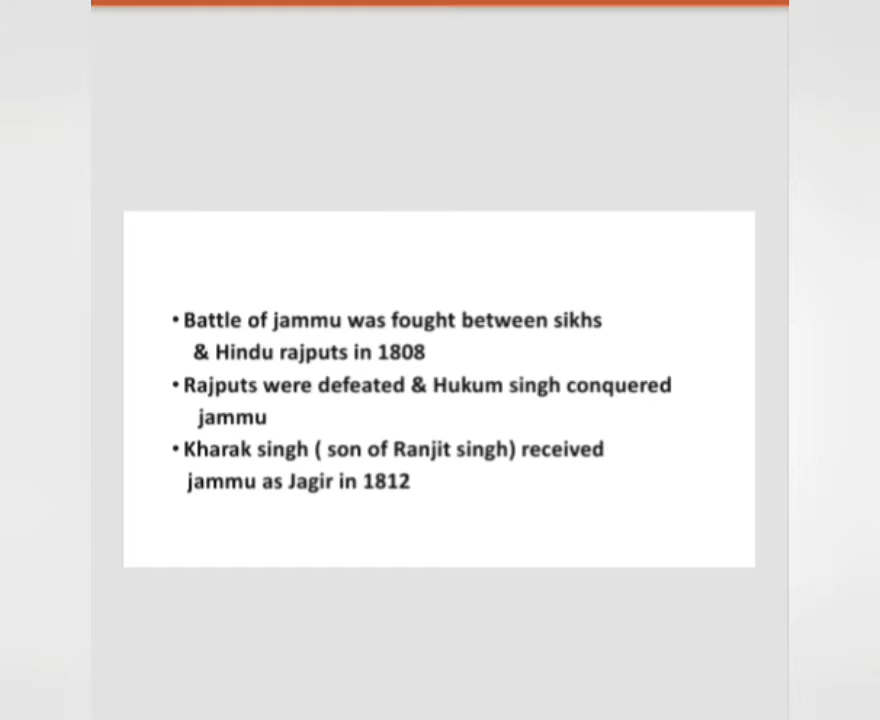 • Battle of jammu was fought between sikhs
& Hindu rajputs in 1808
• Rajputs were defeated & Hukum singh conquered
jammu
• Kharak singh ( son of Ranjit singh) received
jammu as Jagir in 1812